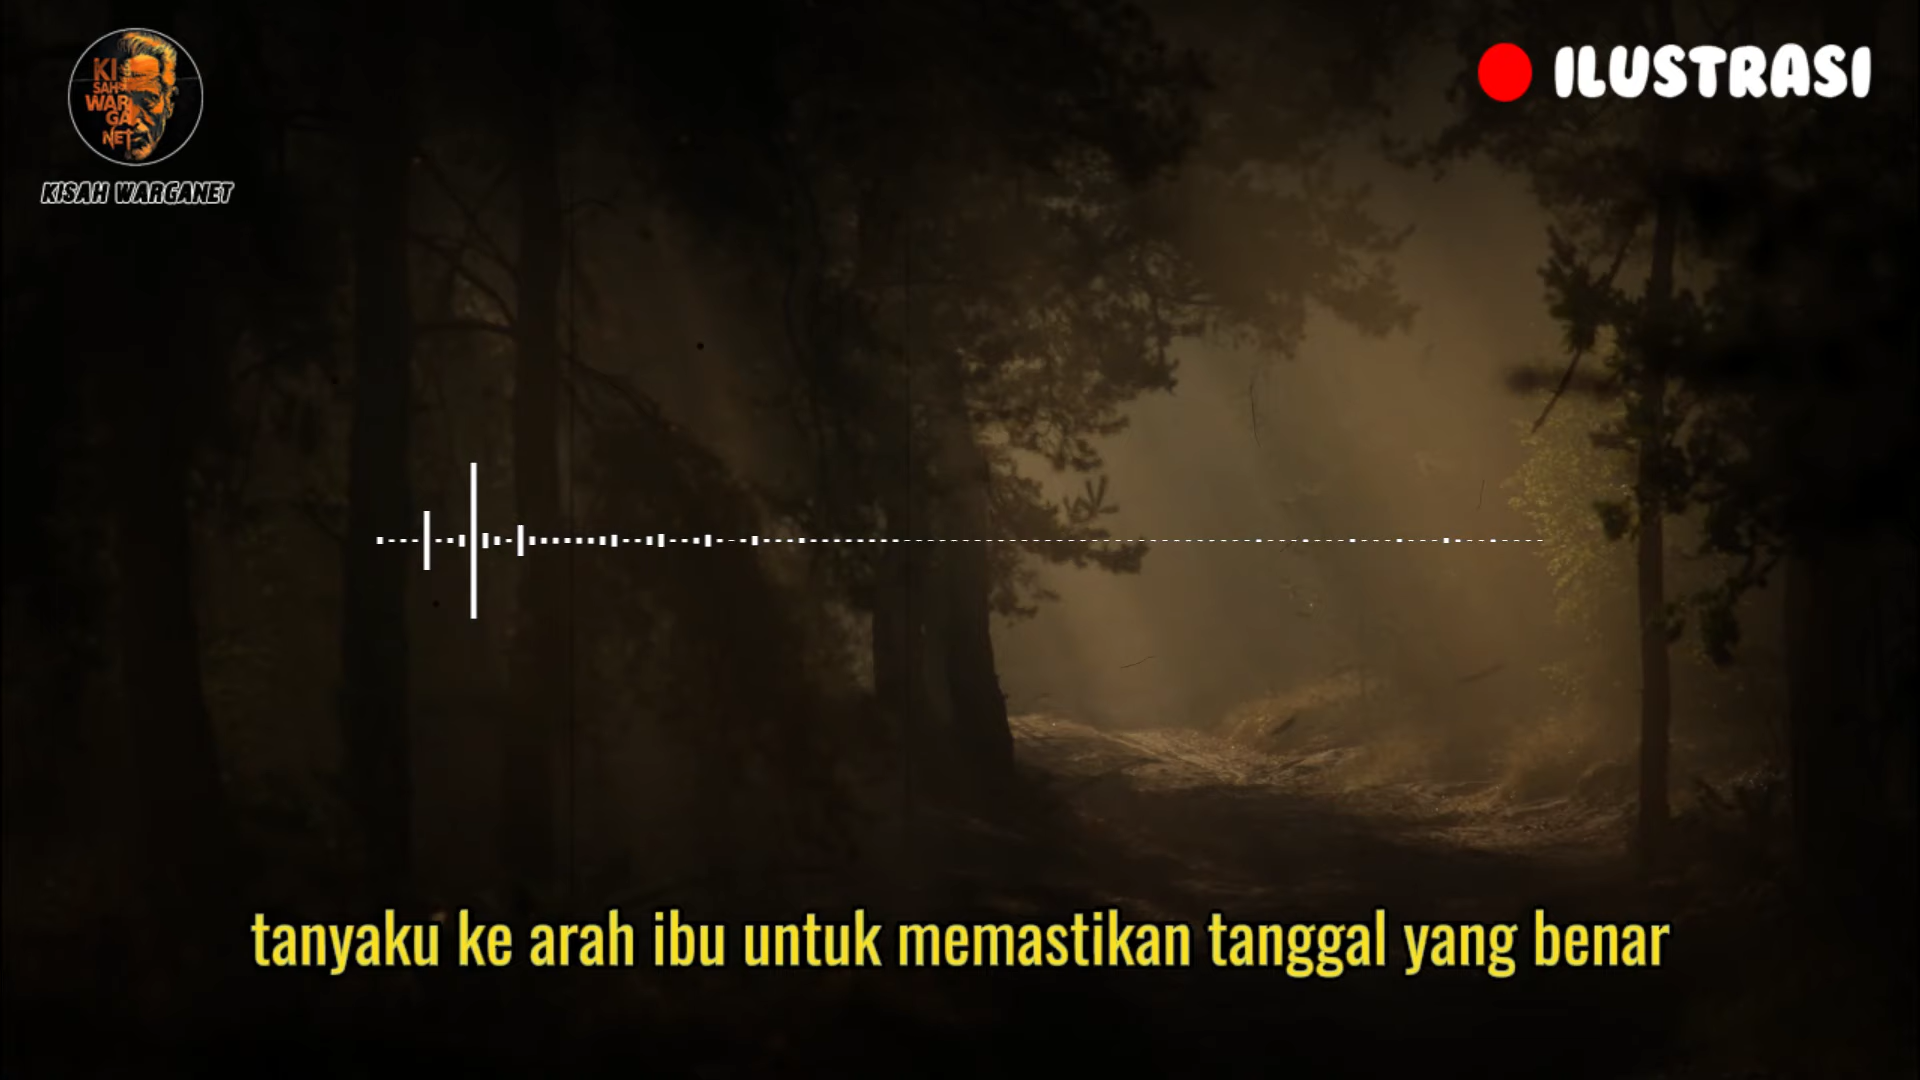 KI
SAH
WAR
GA
NET
KISAH WARGANET
ILUSTRASI
tanyaku ke arah ibu untuk memastikan tanggal yang benar